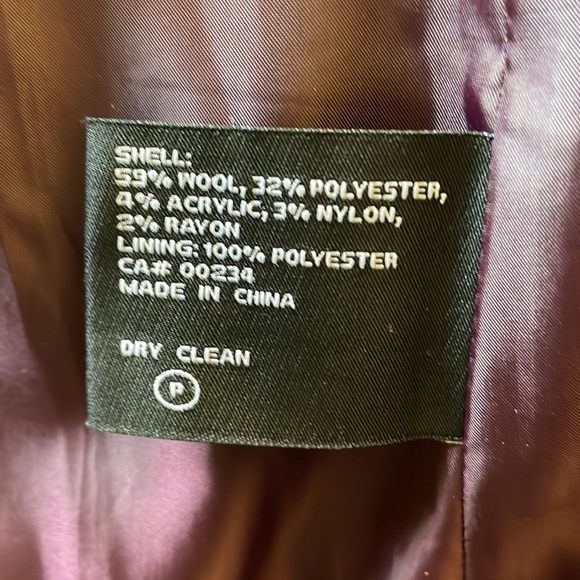 SHELL:
59% WOOL, 32% POLYESTER,
4% ACRYLIC, 3% NYLON,
2% RAYON
LINING: 100% POLYESTER
CA# 00234
MADE IN CHINA
DRY CLEAN
P